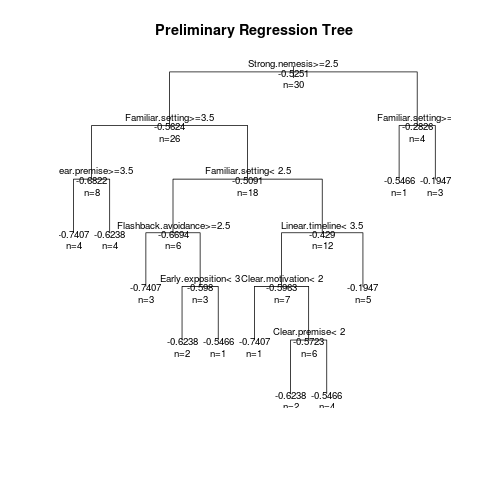 Preliminary Regression Tree
Strong.nemesis>=2.5
-0.5251
n=30
Familiar.setting>=3.5
-0.5624
n=26
Familiar.setting>=
-0.2826
n=4
ear.premise>=3.5
-0.6822
n=8
Familiar.setting< 2.5
-0.5091
n=18
-0.5466
n=1
-0.1947
n=3
-0.7407
n=4
-0.6238
n=4
Flashback.avoidance>=2.5
-0.6694
n=6
Linear.timeline< 3.5
-0.429
n=12
-0.7407
n=3
Early.exposition< 3
-0.598
n=3
Clear.motivation< 2
-0.5963
n=7
-0.1947
n=5
-0.6238
n=2
-0.5466
n=1
-0.7407
n=1
Clear.premise< 2
-0.5723
n=6
-0.6238
n=2
-0.5466
n=4